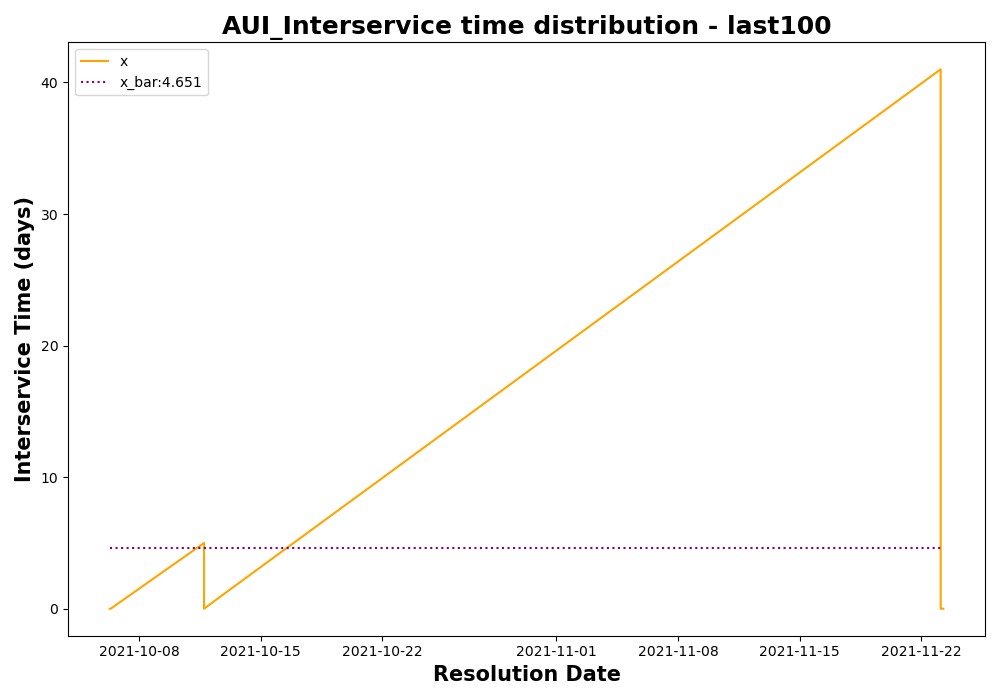 AUI_Interservice time distribution - last100
x
x_bar:4.651
Interservice Time (days)
40
30
20
10
0
2021-10-08
2021-10-15
2021-10-22
2021-11-01
2021-11-08
2021-11-15
2021-11-22
Resolution Date